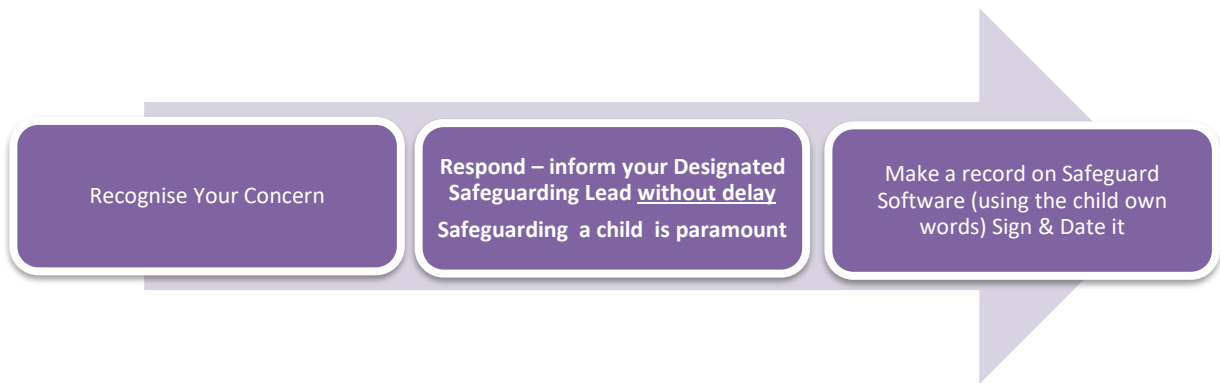 Recognise Your Concern
Respond – inform your Designated
Safeguarding Lead without delay
Safeguarding a child is paramount
Make a record on Safeguard
Software (using the child own
words) Sign & Date it